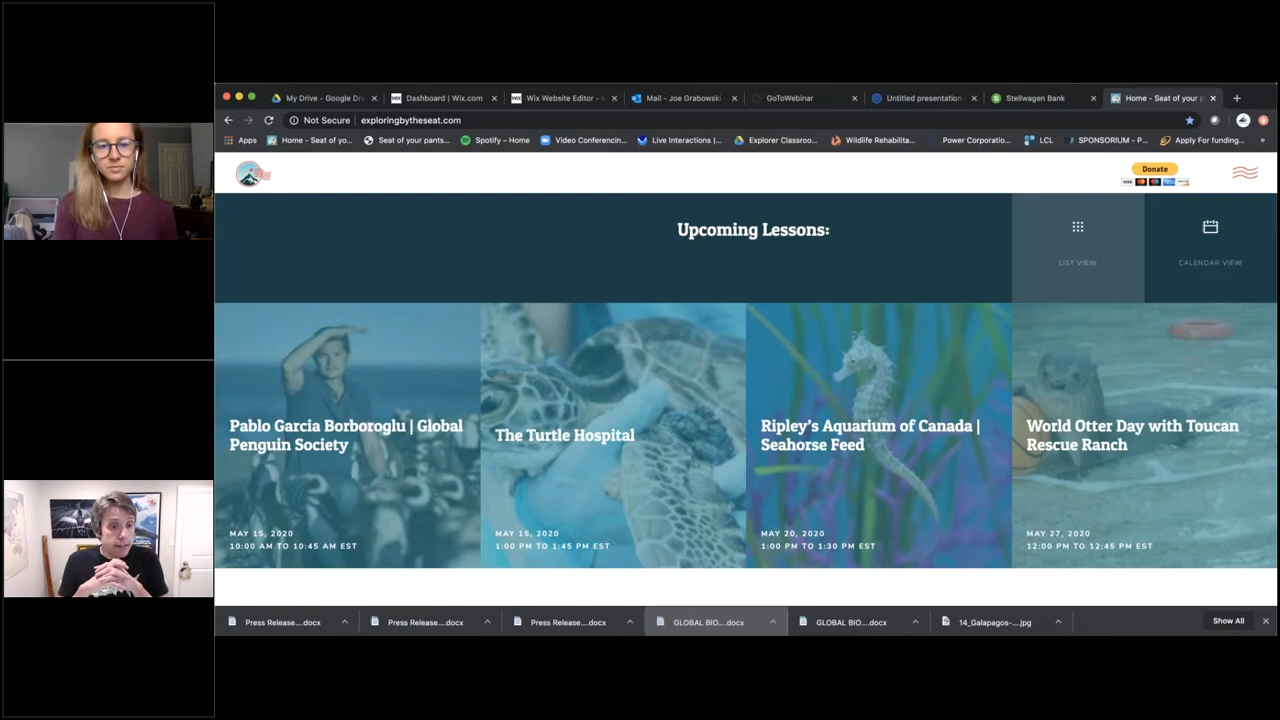 My Drive - Google Dri
Dashboard | Wix.com
Wix Website Editor -
Mail - Joe Grabowski
GoToWebinar
Untitled presentation
Stellwagen Bank
Home - Seat of your p
Not Secure | exploringbytheseat.com
Apps
Home - Seat of yo...
Seat of your pants...
Spotify – Home
Video Conferencin...
Live Interactions |...
Explorer Classroo...
Wildlife Rehabilita...
Power Corporatio...
LCL
SPONSORIUM - P...
Apply For funding...
Donate
VISA
Upcoming Lessons:
LIST VIEW
CALENDAR VIEW
Pablo Garcia Borboroglu | Global
Penguin Society
MAY 15, 2020
10:00 AM TO 10:45 AM EST
The Turtle Hospital
MAY 15, 2020
1:00 PM TO 1:45 PM EST
Ripley's Aquarium of Canada |
Seahorse Feed
MAY 20, 2020
1:00 PM TO 1:30 PM EST
World Otter Day with Toucan
Rescue Ranch
MAY 27, 2020
12:00 PM TO 12:45 PM EST
Press Release....docx
Press Release....docx
Press Release....docx
GLOBAL BIO....docx
GLOBAL BIO....docx
14_Galapagos-....jpg
Show All